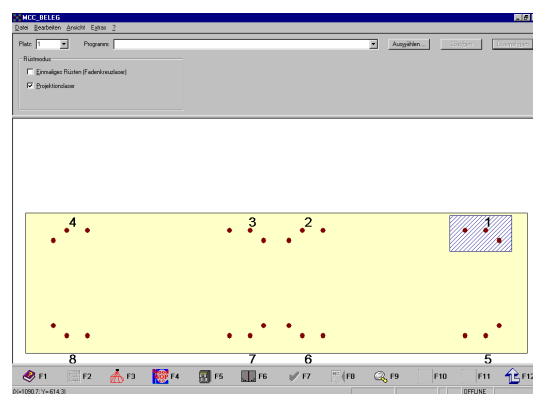 MCC_BELEG
Datei Bearbeiten Ansicht Extras ?
Platz: 1 Programm: Auswählen...
Rüstmodus
Einmaliges Rüsten (Fadenkreuzlaser)
Projektionslaser
4 3 2 1
8 7 6 5
F1 F2 F3 WOP F4 F5 F6 F7 F8 F9 F10 F11 F12
OFFLINE